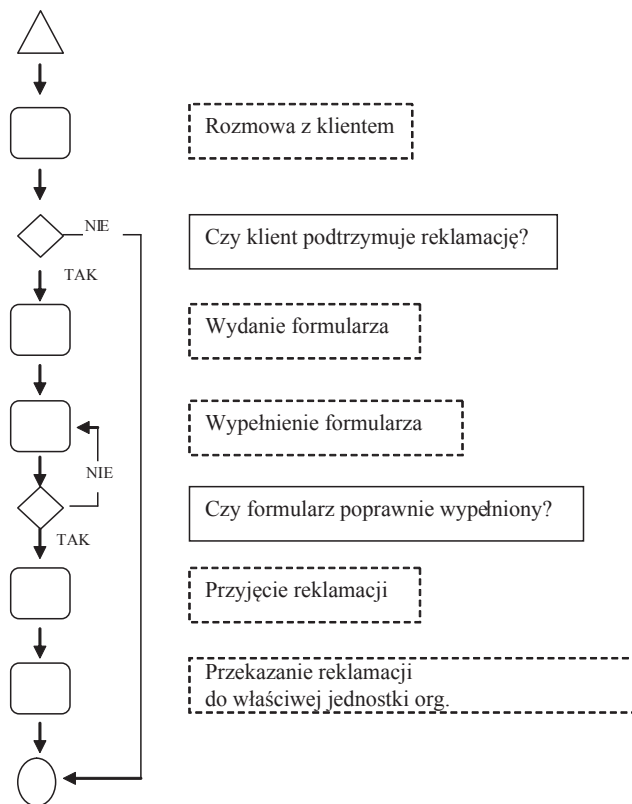 Rozmowa z klientem
NIE
Czy klient podtrzymuje reklamację?
TAK
Wydanie formularza
Wypełnienie formularza
NIE
Czy formularz poprawnie wypełniony?
TAK
Przyjęcie reklamacji
Przekazanie reklamacji
do właściwej jednostki org.